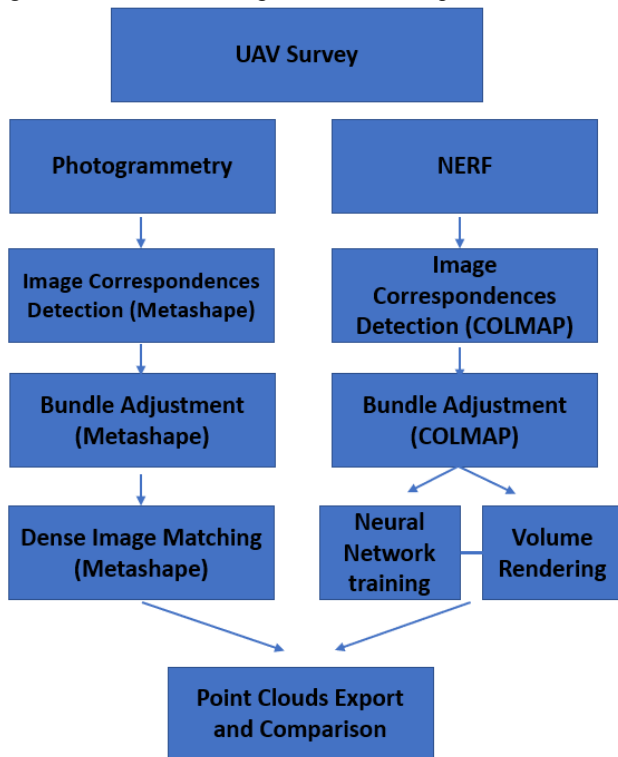 UAV Survey
Photogrammetry
NERF
Image Correspondences
Detection (Metashape)
Image
Correspondences
Detection (COLMAP)
Bundle Adjustment
(Metashape)
Bundle Adjustment
(COLMAP)
Dense Image Matching
(Metashape)
Neural
Network
training
Volume
Rendering
Point Clouds Export
and Comparison